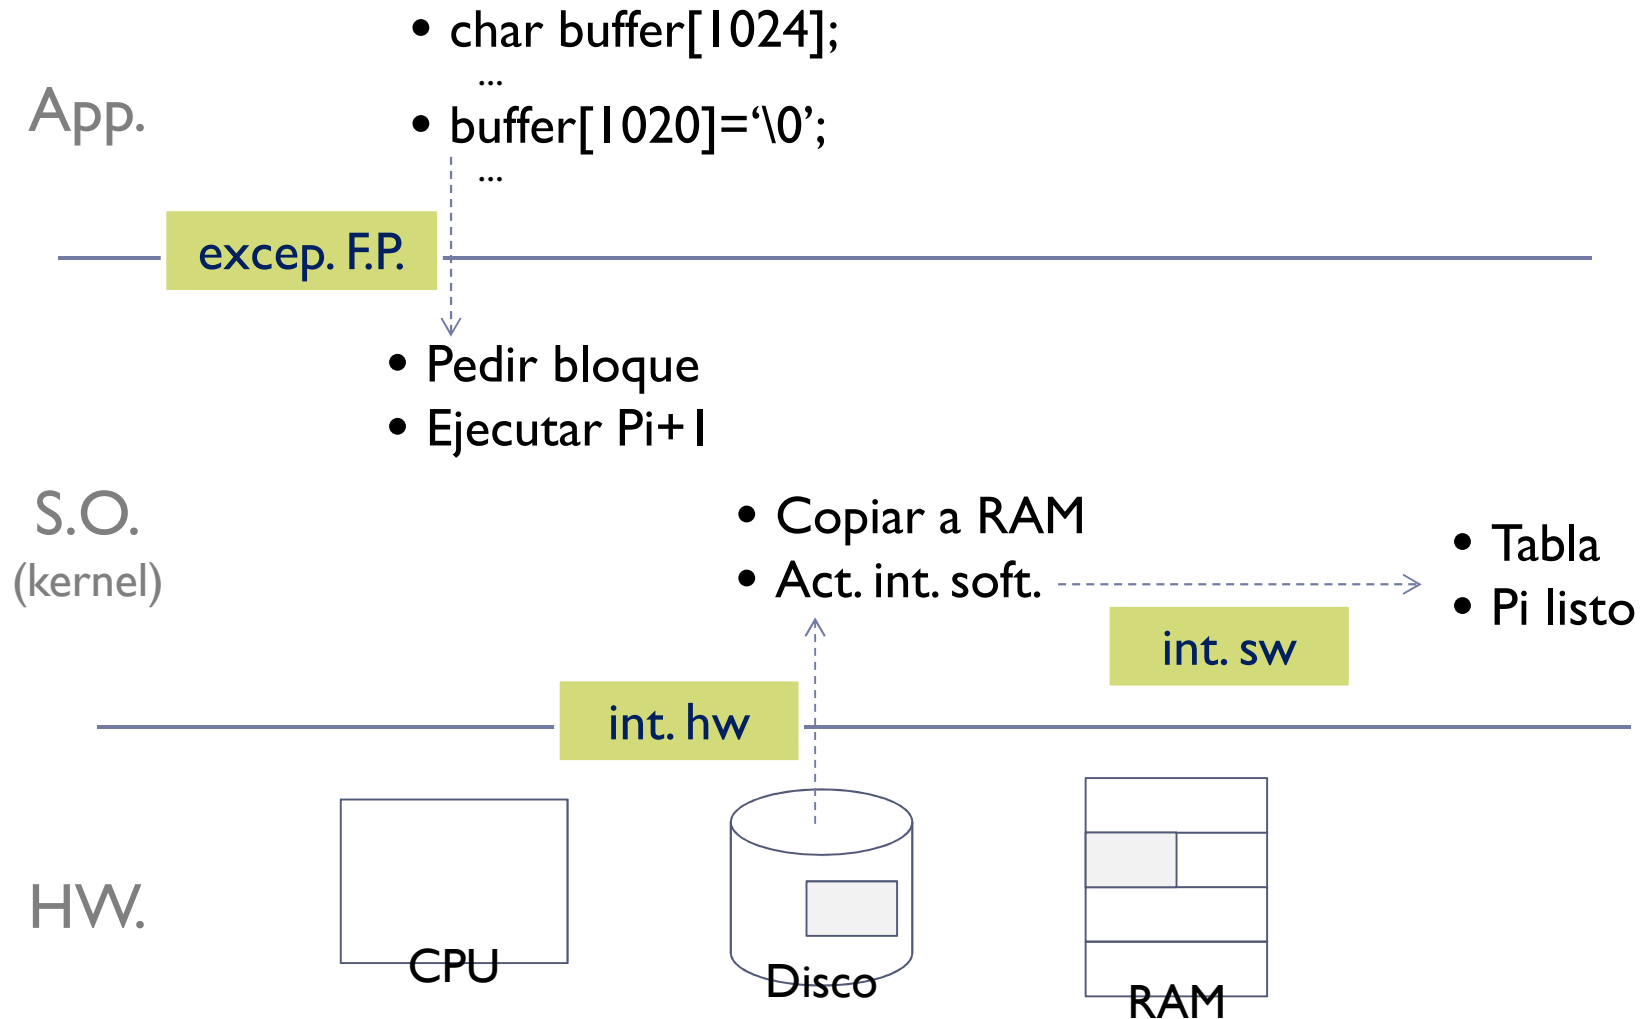 • char buffer[1024];
...
App.
• buffer[1020]=‘\0’;
...
excep. F.P.
• Pedir bloque
• Ejecutar Pi+1
S.O.
(kernel)
• Copiar a RAM
• Act. int. soft.
• Tabla
• Pi listo
int. sw
int. hw
HW.
CPU
Disco
RAM